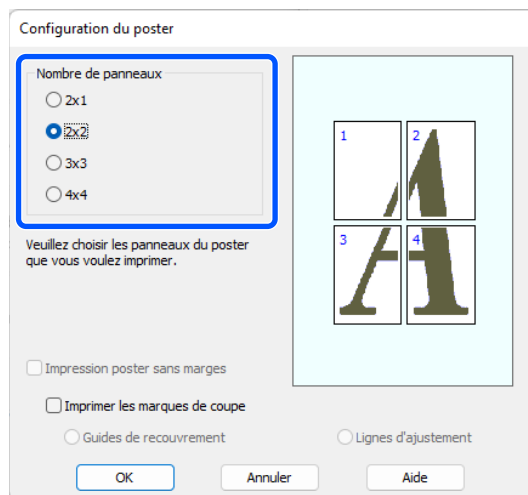 Configuration du poster
Nombre de panneaux
2x1
2x2
3x3
4x4
1
2
3
4
Veuillez choisir les panneaux du poster
que vous voulez imprimer.
Impression poster sans marges
Imprimer les marques de coupe
Guides de recouvrement
Lignes d'ajustement
OK
Annuler
Aide